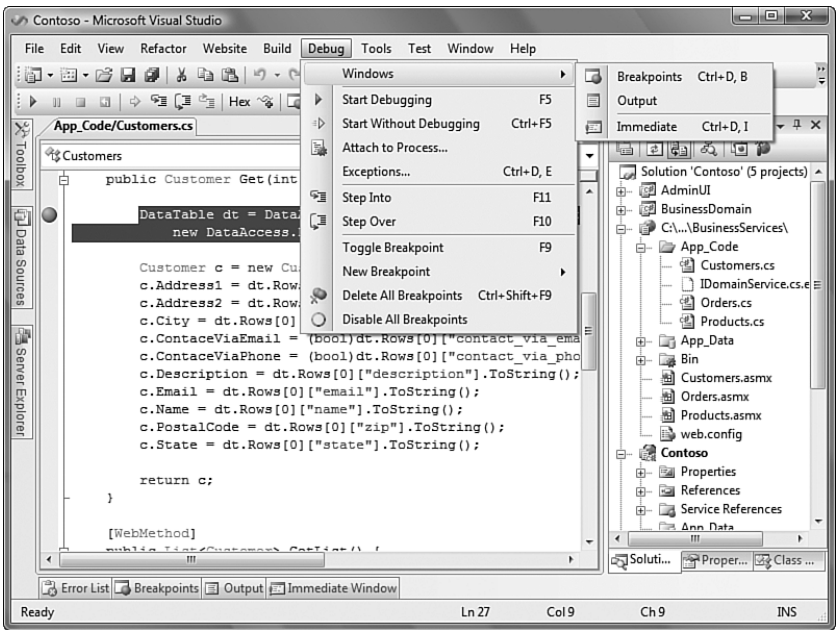 Contoso - Microsoft Visual Studio
File Edit View Refactor Website Build Debug Tools Test Window Help
Hex
Windows
Start Debugging F5
Start Without Debugging Ctrl+F5
Attach to Process...
Exceptions... Ctrl+D, E
Step Into F11
Step Over F10
Toggle Breakpoint F9
New Breakpoint
Delete All Breakpoints Ctrl+Shift+F9
Disable All Breakpoints
Breakpoints Ctrl+D, B
Output
Immediate Ctrl+D, I
Toolbox
Data Sources
Server Explorer
App_Code/Customers.cs
Customers
public Customer Get(int
DataTable dt = Data
new DataAccess.
Customer c = new Cu
c.Address1 = dt.Row
c.Address2 = dt.Row
c.City = dt.Rows[0]
c.ContaceViaEmail = (bool)dt.Rows[0]["contact_via_ema
c.ContaceViaPhone = (bool)dt.Rows[0]["contact_via_pho
c.Description = dt.Rows[0]["description"].ToString();
c.Email = dt.Rows[0]["email"].ToString();
c.Name = dt.Rows[0]["name"].ToString();
c.PostalCode = dt.Rows[0]["zip"].ToString();
c.State = dt.Rows[0]["state"].ToString();
return c;
}
[WebMethod]
public List<Customer> GetList() {
Solution 'Contoso' (5 projects)
AdminUI
BusinessDomain
C:\...\BusinessServices\
App_Code
Customers.cs
IDomainService.cs.e
Orders.cs
Products.cs
App_Data
Bin
Customers.asmx
Orders.asmx
Products.asmx
web.config
Contoso
Properties
References
Service References
App_Data
Soluti... Proper... Class ...
Error List Breakpoints Output Immediate Window
Ready Ln 27 Col 9 Ch 9 INS